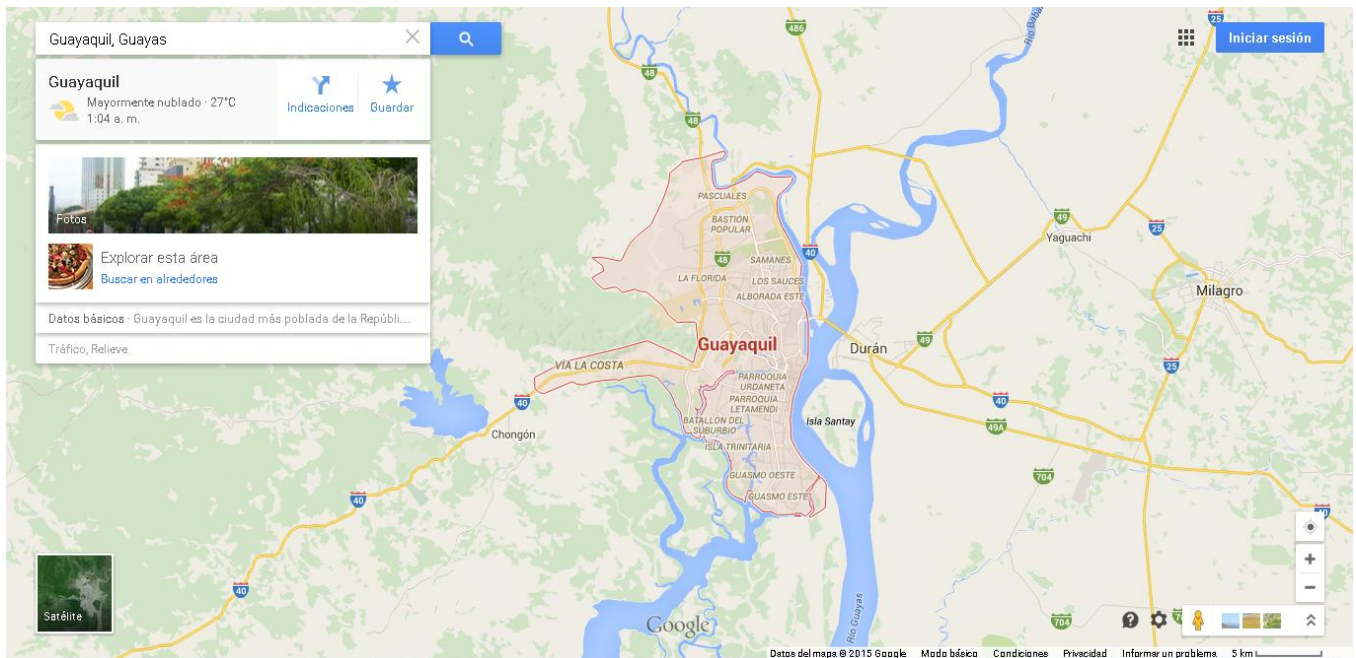 Guayaquil, Guayas
Iniciar sesión
Guayaquil
Mayormente nublado · 27°C
1:04 a. m.
Indicaciones
Guardar
Fotos
Explorar esta área
Buscar en alrededores
Datos básicos · Guayaquil es la ciudad más poblada de la Repúbli...
Tráfico, Relieve
Satélite
486
25
Río Baba
48
48
PASCUALES
BASTION
POPULAR
49
Yaguachi
25
40
48
SAMANES
LA FLORIDA
LOS SAUCES
ALBORADA ESTE
Milagro
Guayaquil
Durán
49
VÍA LA COSTA
25
PARROQUIA
URDANETA
PARROQUIA
LETAMENDI
40
40
BATALLON DEL
SUBURBIO
Isla Santay
49A
Chongón
ISLA TRINITARIA
GUASMO OESTE
704
GUASMO ESTE
40
40
40
Río Guayas
704
Google
Datos del mapa © 2015 Google
Modo básico
Condiciones
Privacidad
Informar un problema
5 km